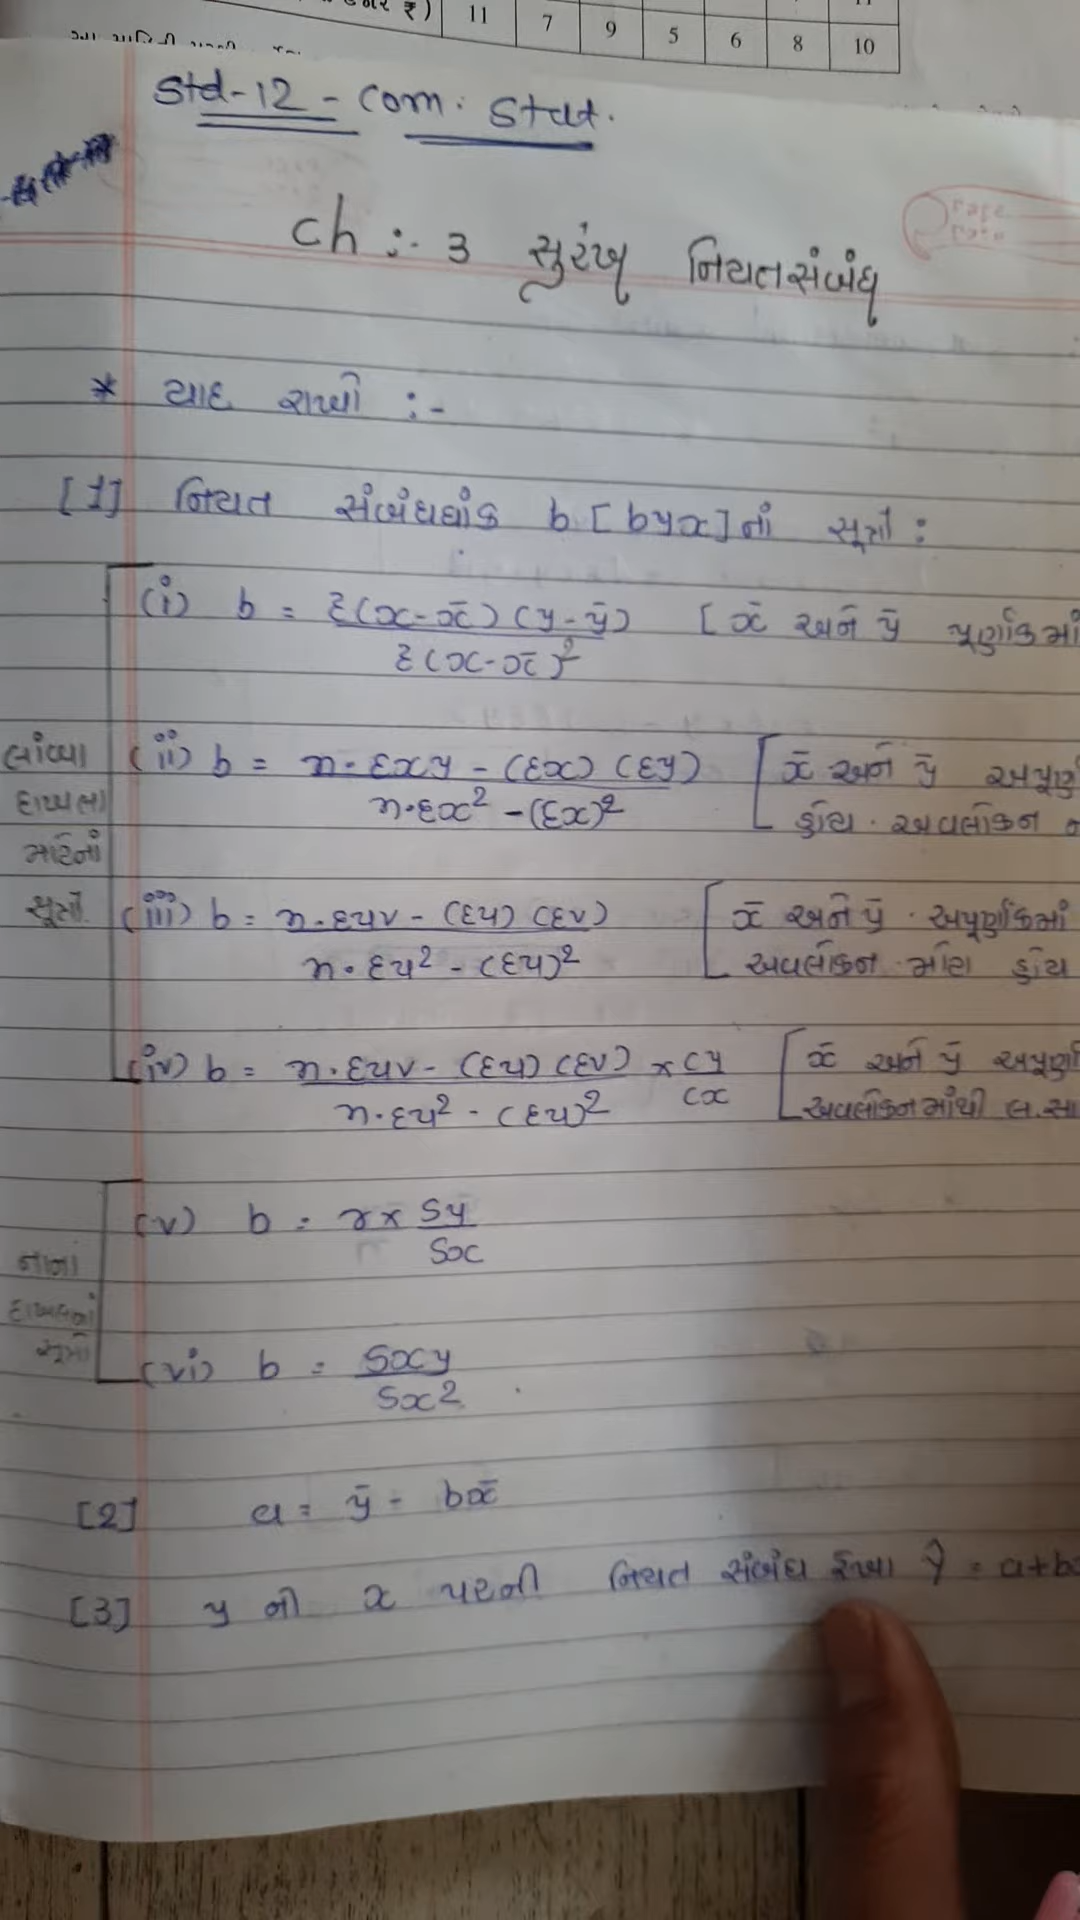 11 7 9 5 6 8 10
Std-12 - com. Stat.
ch :- 3 સુરેખ નિયતસંબંધ
* યાદ રાખો :-
[1] નિયત સંબંધધાંક b [byx]નાં સૂત્રો :
(i) b = Σ(x-x̄) (y-ȳ) / Σ(x-x̄)² [x̄ અને ȳ પૂર્ણાંકમાં
લાંબા દાખલા માટેનાં સૂત્રો
(ii) b = n·Σxy - (Σx) (Σy) / n·Σx² - (Σx)² [x̄ અને ȳ અપૂર્ણ
હોય. અવલોકન ન
(iii) b = n·Σuv - (Σu) (Σv) / n·Σu² - (Σu)² [x̄ અને ȳ. અપૂર્ણાંકમાં
અવલોકન મોટા હોય
(iv) b = n·Σuv - (Σu) (Σv) / n·Σu² - (Σu)² × cy / cx [x̄ અને ȳ અપૂર્ણા
અવલોકનમાંથી લ.સા
(v) b = r × sy / sx
નાના દાખલાનાં સૂત્રો
(vi) b = sxy / sx2
[2] a = ȳ - bx̄
[3] y ની x પરની નિયત સંબંધ રેખા ŷ = a+b